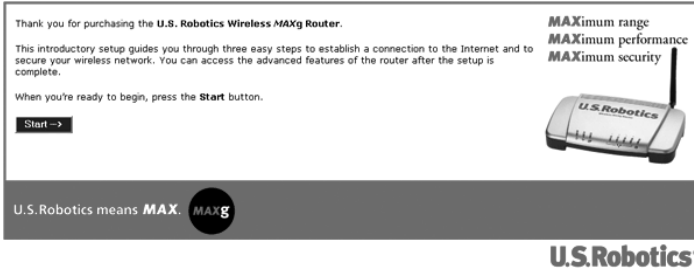 Thank you for purchasing the U.S. Robotics Wireless MAXg Router.
This introductory setup guides you through three easy steps to establish a connection to the Internet and to
secure your wireless network. You can access the advanced features of the router after the setup is
complete.
When you're ready to begin, press the Start button.
Start -->
MAXimum range
MAXimum performance
MAXimum security
U.S.Robotics
U.S.Robotics means MAX. MAXg
U.S.Robotics